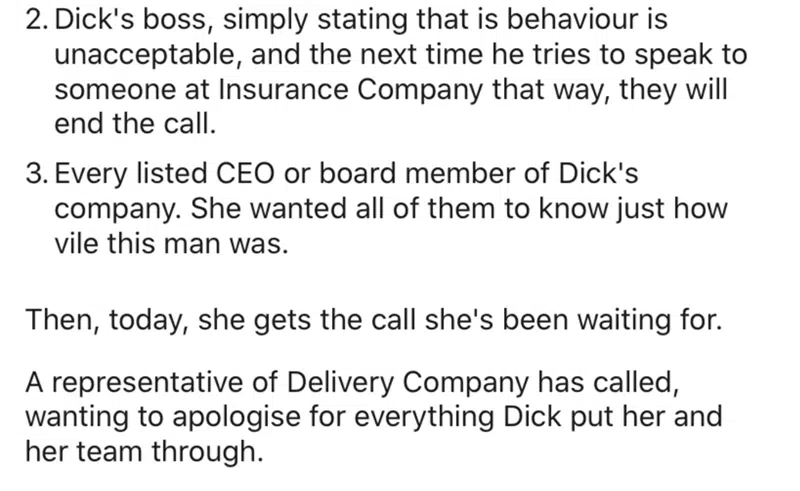 2. Dick's boss, simply stating that is behaviour is
unacceptable, and the next time he tries to speak to
someone at Insurance Company that way, they will
end the call.
3. Every listed CEO or board member of Dick's
company. She wanted all of them to know just how
vile this man was.
Then, today, she gets the call she's been waiting for.
A representative of Delivery Company has called,
wanting to apologise for everything Dick put her and
her team through.